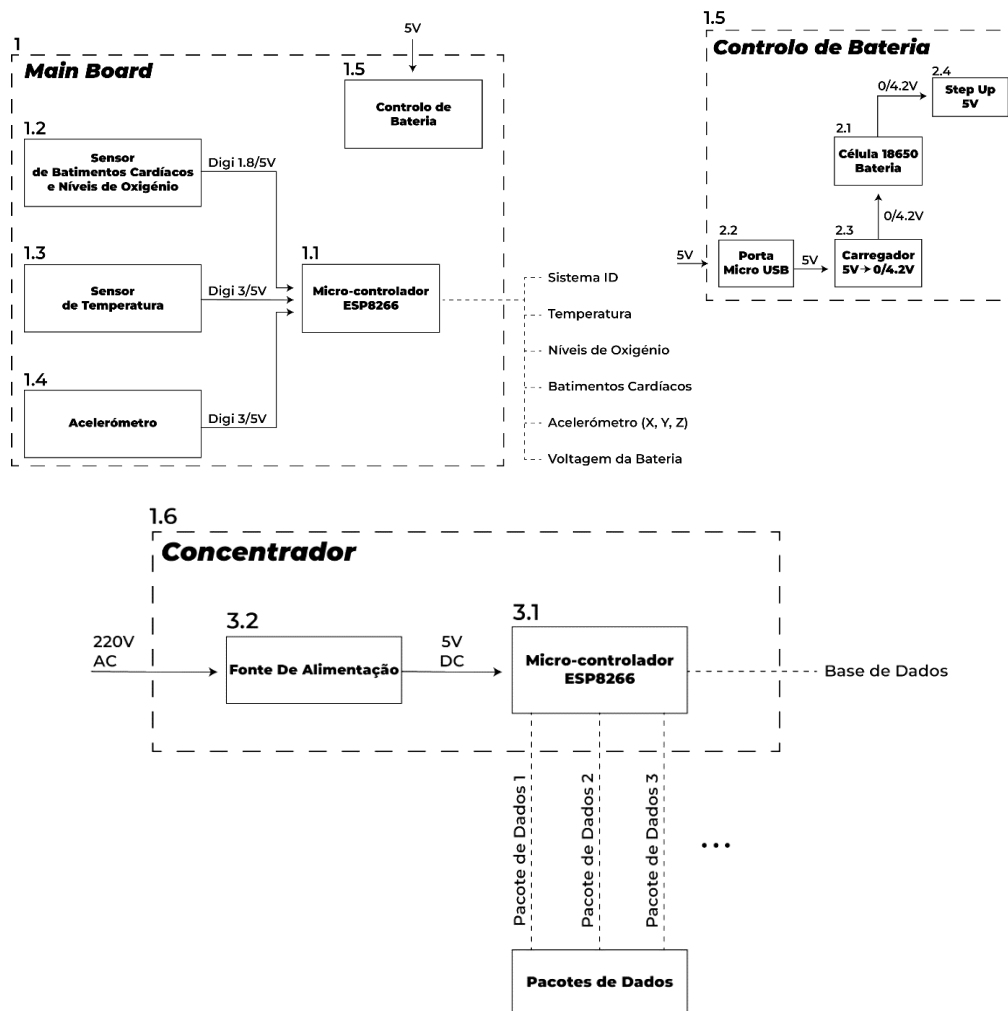 1
Main Board
5V
1.5
Controlo de
Bateria
1.2
Sensor
de Batimentos Cardíacos
e Níveis de Oxigénio
Digi 1.8/5V
1.3
Sensor
de Temperatura
Digi 3/5V
1.1
Micro-controlador
ESP8266
1.4
Acelerómetro
Digi 3/5V
Sistema ID
Temperatura
Níveis de Oxigénio
Batimentos Cardíacos
Acelerómetro (X, Y, Z)
Voltagem da Bateria
1.5
Controlo de Bateria
2.4
Step Up
5V
0/4.2V
2.1
Célula 18650
Bateria
0/4.2V
5V
2.2
Porta
Micro USB
5V
2.3
Carregador
5V→0/4.2V
1.6
Concentrador
220V
AC
3.2
Fonte De Alimentação
5V
DC
3.1
Micro-controlador
ESP8266
Base de Dados
Pacote de Dados 1
Pacote de Dados 2
Pacote de Dados 3
...
Pacotes de Dados